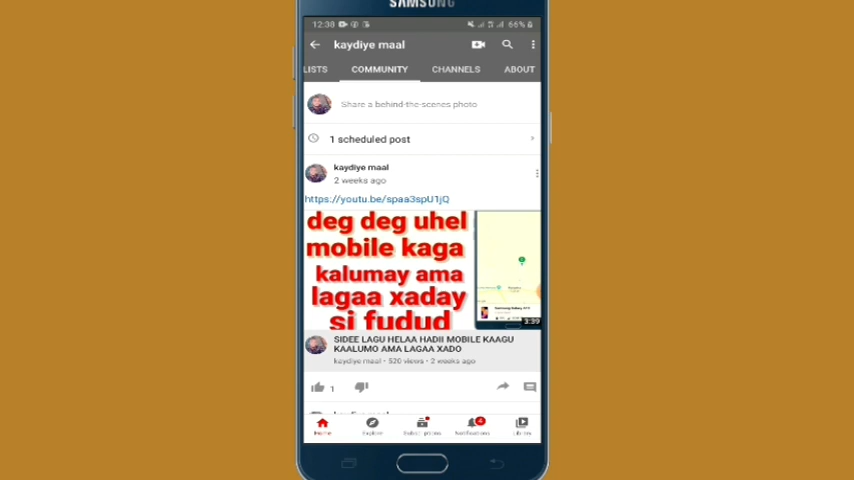 SAMSUNG
12:38
66%
kaydiye maal
LISTS COMMUNITY CHANNELS ABOUT
Share a behind-the-scenes photo
1 scheduled post
kaydiye maal
2 weeks ago
https://youtu.be/spaa3spU1jQ
deg deg uhel
mobile kaga
kalumay ama
lagaa xaday
si fudud
3:39
SIDEE LAGU HELAA HADII MOBILE KAAGU
KAALUMO AMA LAGAA XADO
kaydiye maal • 520 views • 2 weeks ago
1
4
Home Explore Subscriptions Notifications Library